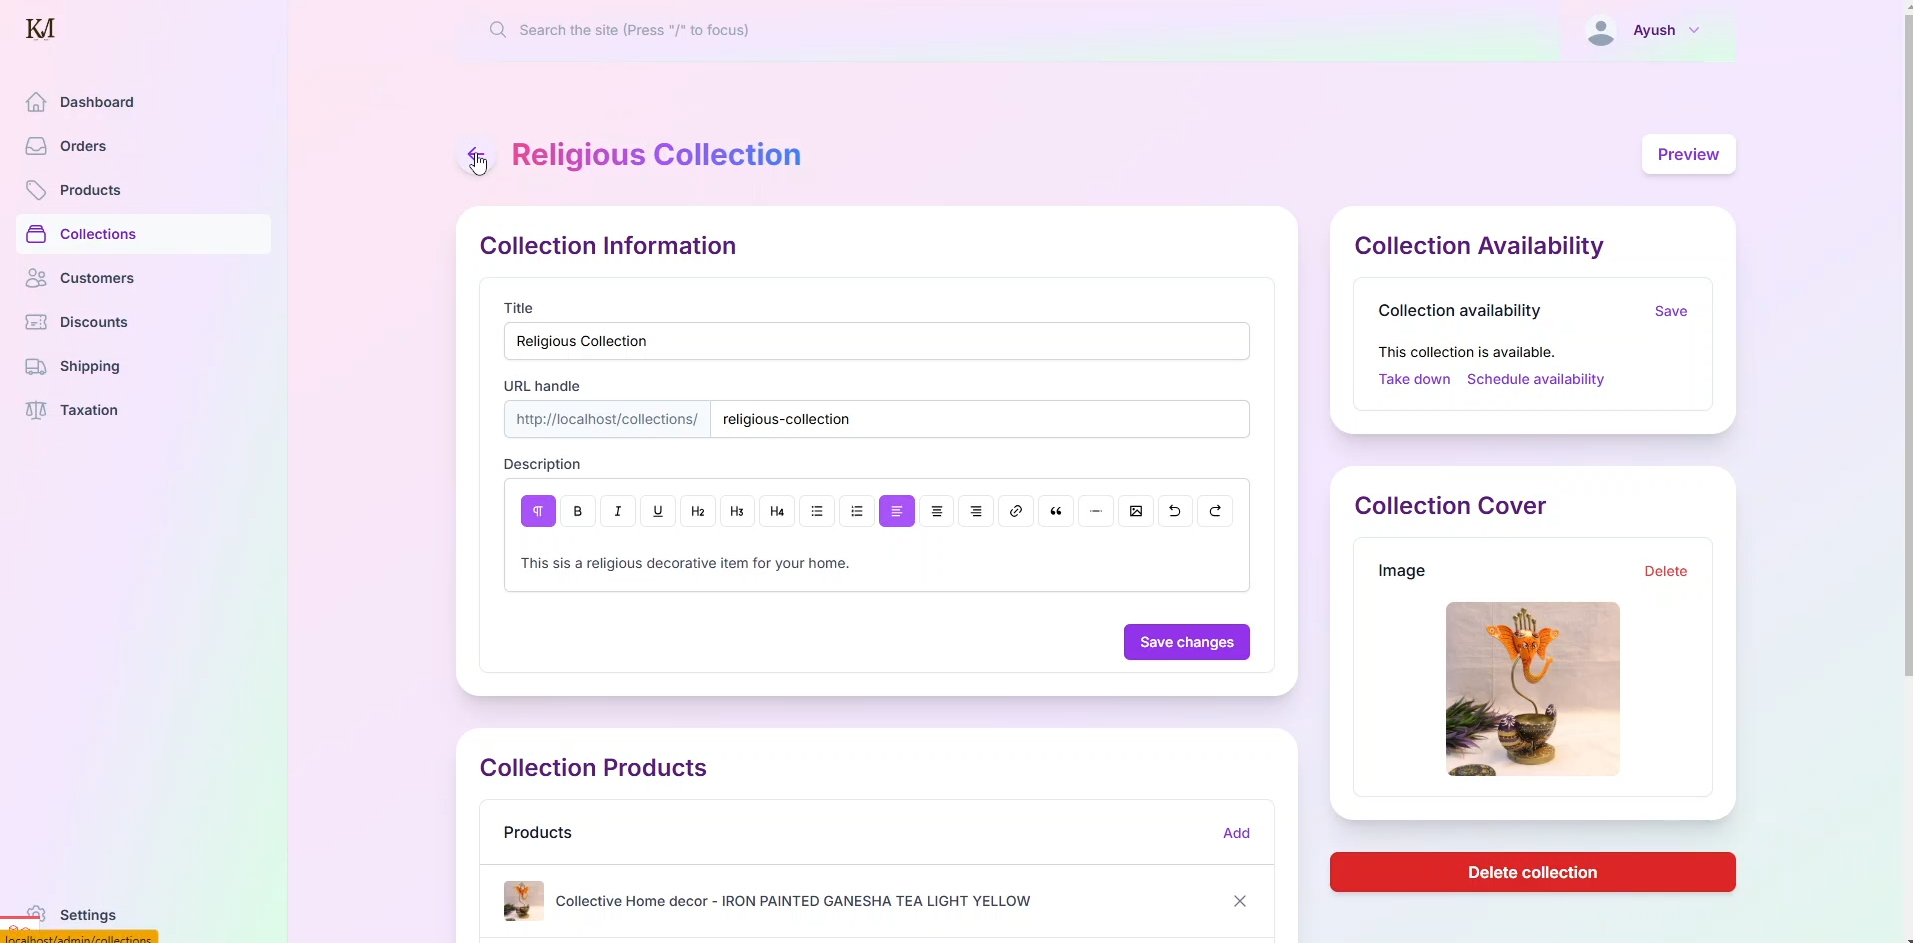 KM
Search the site (Press "/" to focus)
Ayush
Dashboard
Orders
Products
Collections
Customers
Discounts
Shipping
Taxation
Settings
localhost/admin/collections
Religious Collection
Preview
Collection Information
Title
Religious Collection
URL handle
http://localhost/collections/ religious-collection
Description
¶ B I U H2 H3 H4
This sis a religious decorative item for your home.
Save changes
Collection Products
Products
Add
Collective Home decor - IRON PAINTED GANESHA TEA LIGHT YELLOW
Collection Availability
Collection availability
Save
This collection is available.
Take down Schedule availability
Collection Cover
Image
Delete
Delete collection